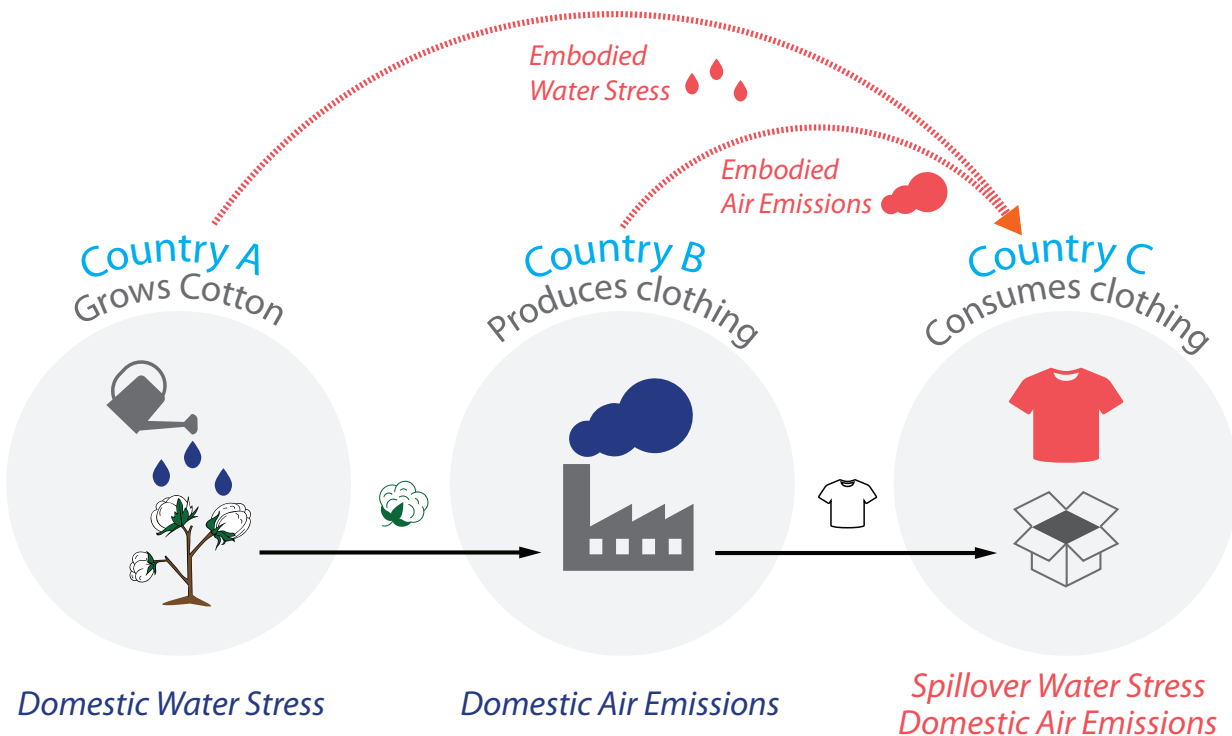 Embodied
Water Stress
Embodied
Air Emissions
Country A
Grows Cotton
Country B
Produces clothing
Country C
Consumes clothing
Domestic Water Stress
Domestic Air Emissions
Spillover Water Stress
Domestic Air Emissions